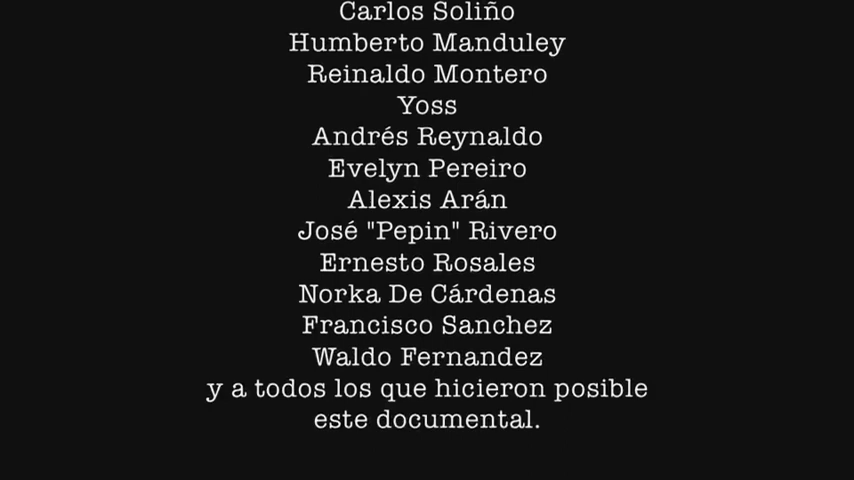 Carlos Soliño
Humberto Manduley
Reinaldo Montero
Yoss
Andrés Reynaldo
Evelyn Pereiro
Alexis Arán
José "Pepin" Rivero
Ernesto Rosales
Norka De Cárdenas
Francisco Sanchez
Waldo Fernandez
y a todos los que hicieron posible
este documental.